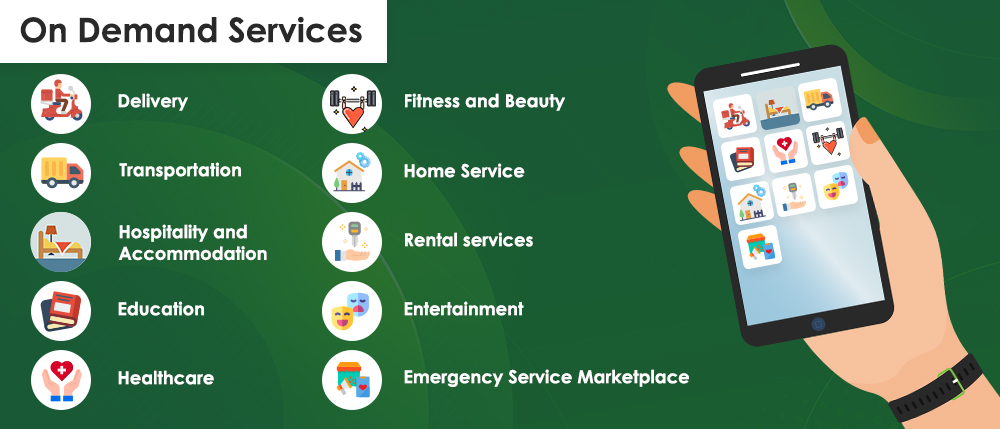 On Demand Services
Delivery
Transportation
Hospitality and
Accommodation
Education
Healthcare
Fitness and Beauty
Home Service
Rental services
Entertainment
Emergency Service Marketplace